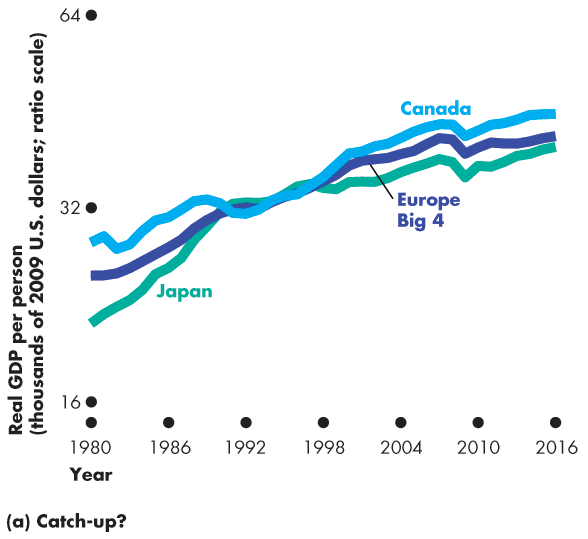 Real GDP per person
(thousands of 2009 U.S. dollars; ratio scale)
64
32
16
Canada
Europe
Big 4
Japan
1980 1986 1992 1998 2004 2010 2016
Year
(a) Catch-up?